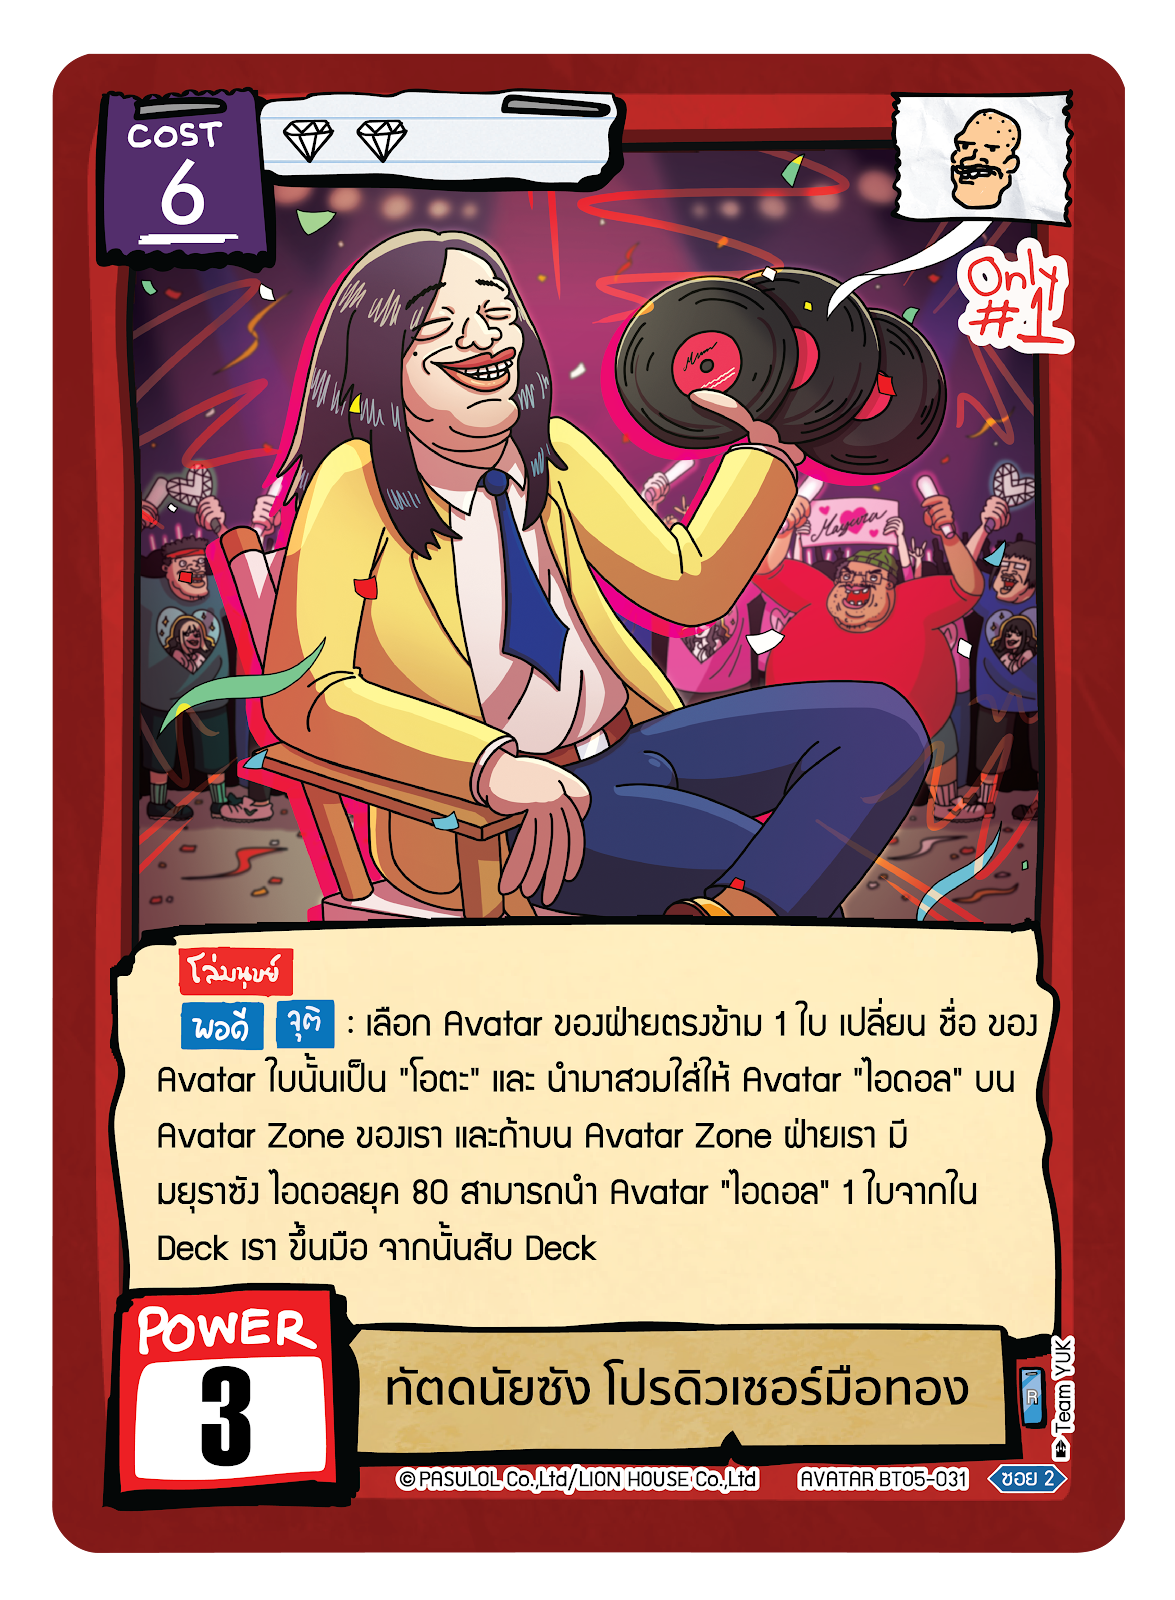 COST
6
Only
#1
Mayura
โล่มนุษย์
พอดี จุติ : เลือก Avatar ของฝ่ายตรงข้าม 1 ใบ เปลี่ยน ชื่อ ของ
Avatar ใบนั้นเป็น "โอตะ" และ นำมาสวมใส่ให้ Avatar "ไอดอล" บน
Avatar Zone ของเรา และถ้าบน Avatar Zone ฝ่ายเรา มี
มยุราซัง ไอดอลยุค 80 สามารถนำ Avatar "ไอดอล" 1 ใบจากใน
Deck เรา ขึ้นมือ จากนั้นสับ Deck
POWER
3
ทัตดนัยซัง โปรดิวเซอร์มือทอง
R
Team YUK
© PASULOL Co.,Ltd/LION HOUSE Co.,Ltd AVATAR BT05-031 ซอย 2